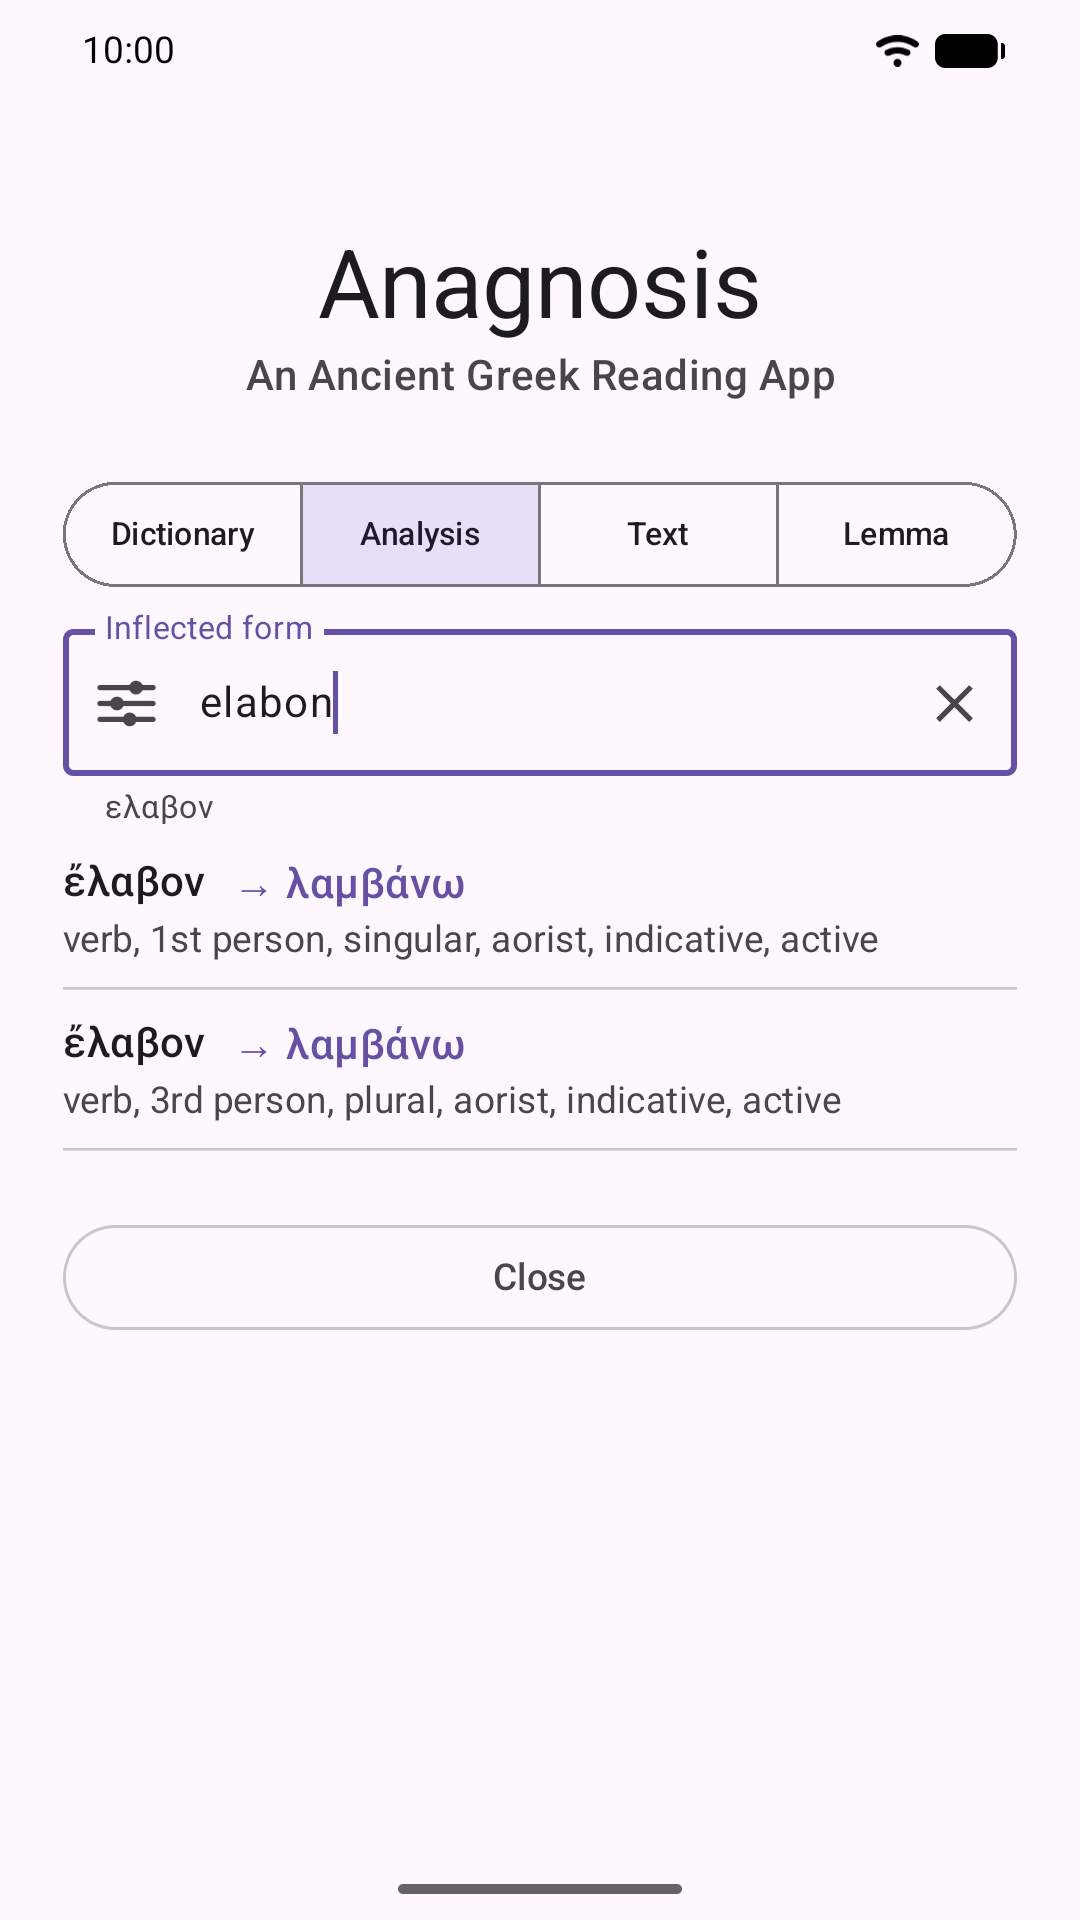 10:00
Anagnosis
An Ancient Greek Reading App
Dictionary Analysis Text Lemma
Inflected form
elabon
ελαβον
ἔλαβον → λαμβάνω
verb, 1st person, singular, aorist, indicative, active
ἔλαβον → λαμβάνω
verb, 3rd person, plural, aorist, indicative, active
Close